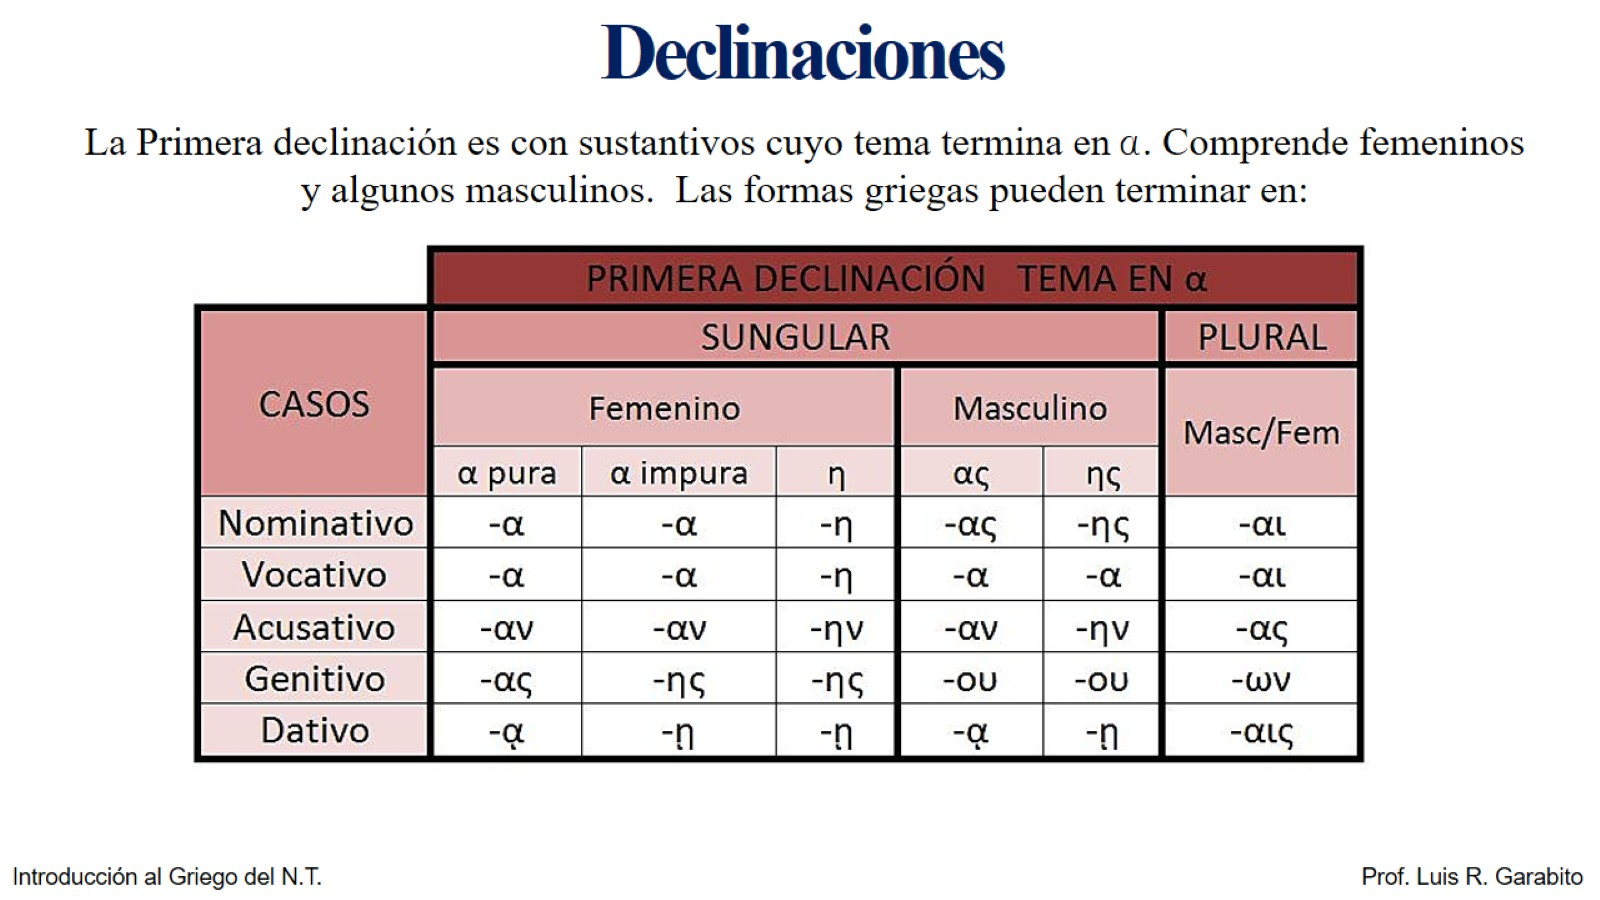 Declinaciones
La Primera declinación es con sustantivos cuyo tema termina en α. Comprende femeninos
y algunos masculinos.  Las formas griegas pueden terminar en:
PRIMERA DECLINACIÓN   TEMA EN α
CASOS SUNGULAR PLURAL
Femenino Masculino Masc/Fem
α pura α impura η ας ης
Nominativo -α -α -η -ας -ης -αι
Vocativo -α -α -η -α -α -αι
Acusativo -αν -αν -ην -αν -ην -ας
Genitivo -ας -ης -ης -ου -ου -ων
Dativo -ᾳ -ῃ -ῃ -ᾳ -ῃ -αις
Introducción al Griego del N.T. Prof. Luis R. Garabito